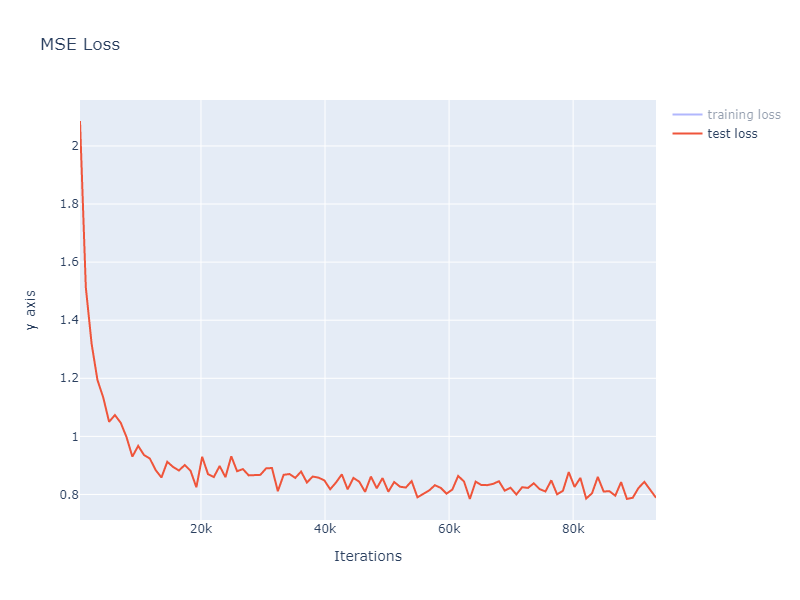 MSE Loss
training loss
test loss
2
1.8
1.6
1.4
1.2
1
0.8
y axis
20k
40k
60k
80k
Iterations